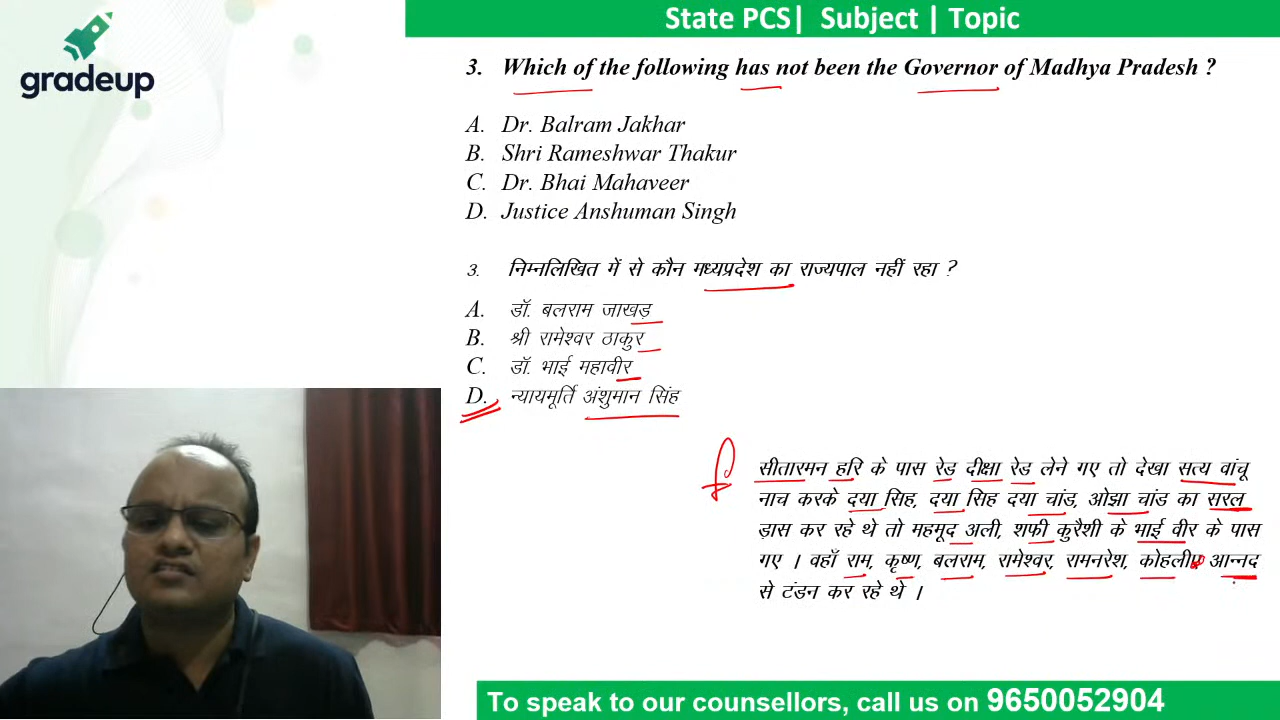 State PCS| Subject | Topic
gradeup
3. Which of the following has not been the Governor of Madhya Pradesh ?
A. Dr. Balram Jakhar
B. Shri Rameshwar Thakur
C. Dr. Bhai Mahaveer
D. Justice Anshuman Singh
3. निम्नलिखित में से कौन मध्यप्रदेश का राज्यपाल नहीं रहा ?
A. डॉ. बलराम जाखड़
B. श्री रामेश्वर ठाकुर
C. डॉ. भाई महावीर
D. न्यायमूर्ति अंशुमान सिंह
सीतारमन हरि के पास रेड दीक्षा रेड लेने गए तो देखा सत्य वांचू
नाच करके दया सिह, दया सिह दया चांड, ओझा चांड का सरल
ड़ास कर रहे थे तो महमूद अली, शफी कुरैशी के भाई वीर के पास
गए । वहाँ राम, कृष्ण, बलराम, रामेश्वर, रामनरेश, कोहली आन्नद
से टंडन कर रहे थे ।
To speak to our counsellors, call us on 9650052904